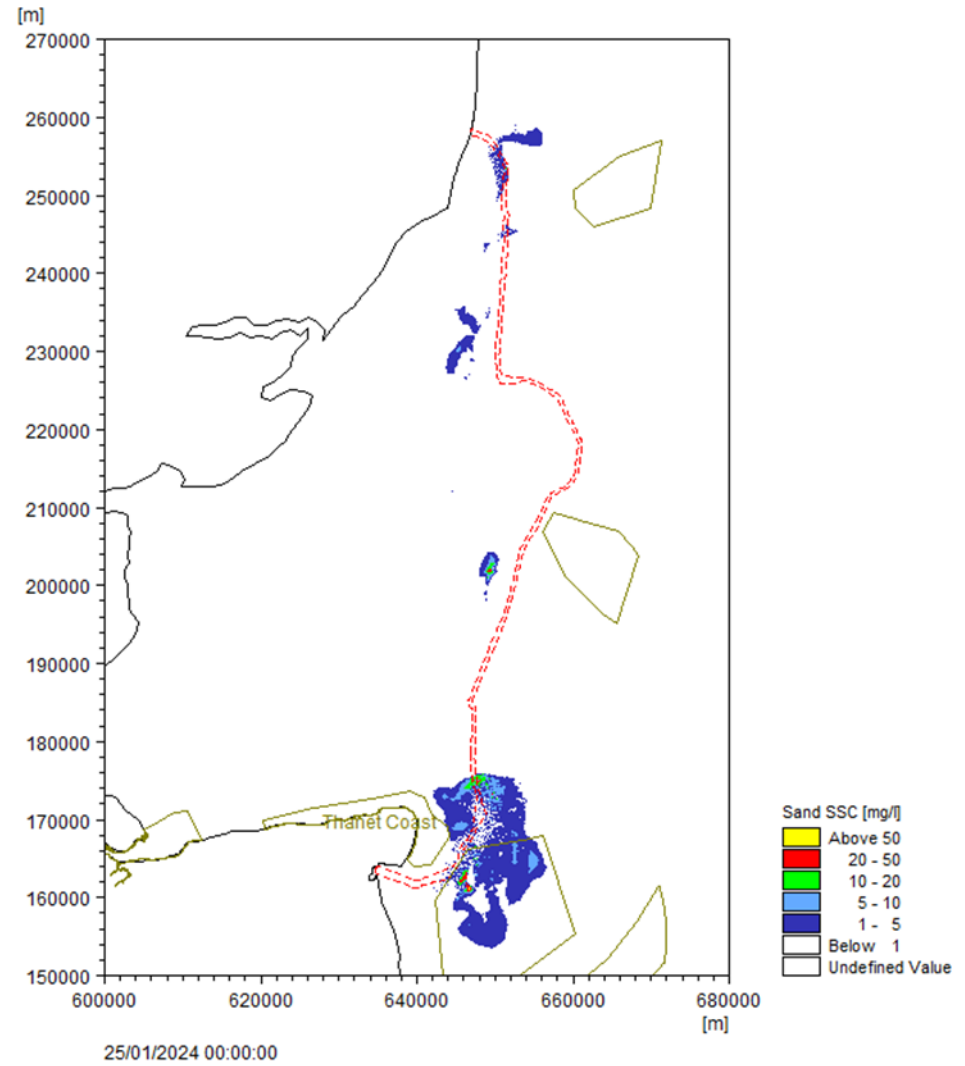 [m]
270000
260000
250000
240000
230000
220000
210000
200000
190000
180000
170000
160000
150000
Thanet Coast
600000 620000 640000 660000 680000
[m]
25/01/2024 00:00:00
Sand SSC [mg/l]
Above 50
20 - 50
10 - 20
5 - 10
1 - 5
Below 1
Undefined Value